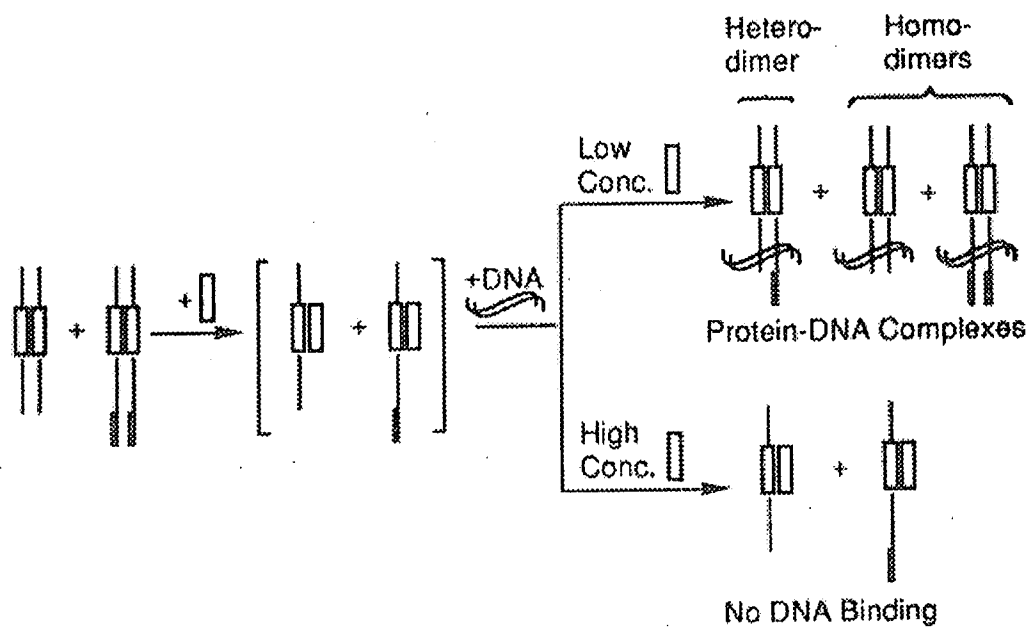 Hetero-
dimer
Homo-
dimers
Low
Conc.
+ +
+DNA
+ + +
Protein-DNA Complexes
High
Conc.
+
No DNA Binding